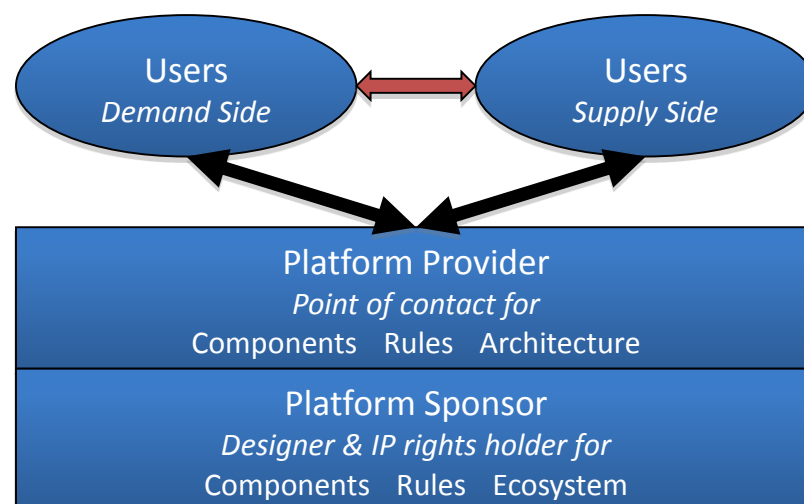 Users
Demand Side
Users
Supply Side
Platform Provider
Point of contact for
Components Rules Architecture
Platform Sponsor
Designer & IP rights holder for
Components Rules Ecosystem